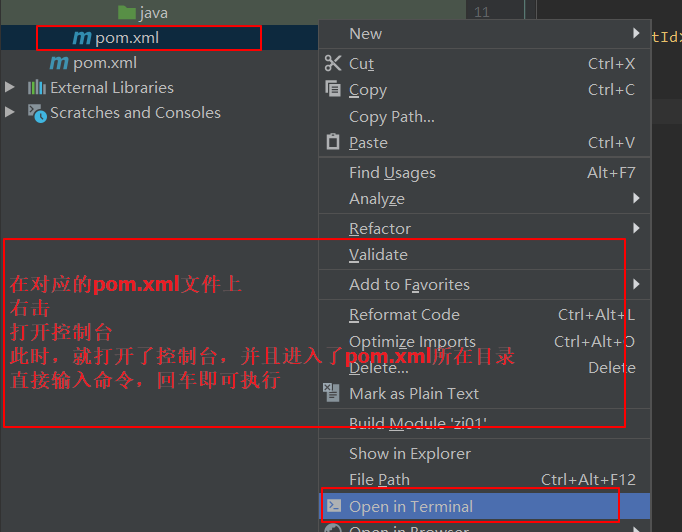 java
11
pom.xml
tId>
pom.xml
External Libraries
Scratches and Consoles
New
Cut Ctrl+X
Copy Ctrl+C
Copy Path...
Paste Ctrl+V
Find Usages Alt+F7
Analyze
Refactor
Validate
Add to Favorites
Reformat Code Ctrl+Alt+L
Optimize Imports Ctrl+Alt+O
Delete... Delete
Mark as Plain Text
Build Module 'zi01'
Show in Explorer
File Path Ctrl+Alt+F12
Open in Terminal
Open in Browser
在对应的pom.xml文件上
右击
打开控制台
此时，就打开了控制台，并且进入了pom.xml所在目录
直接输入命令，回车即可执行